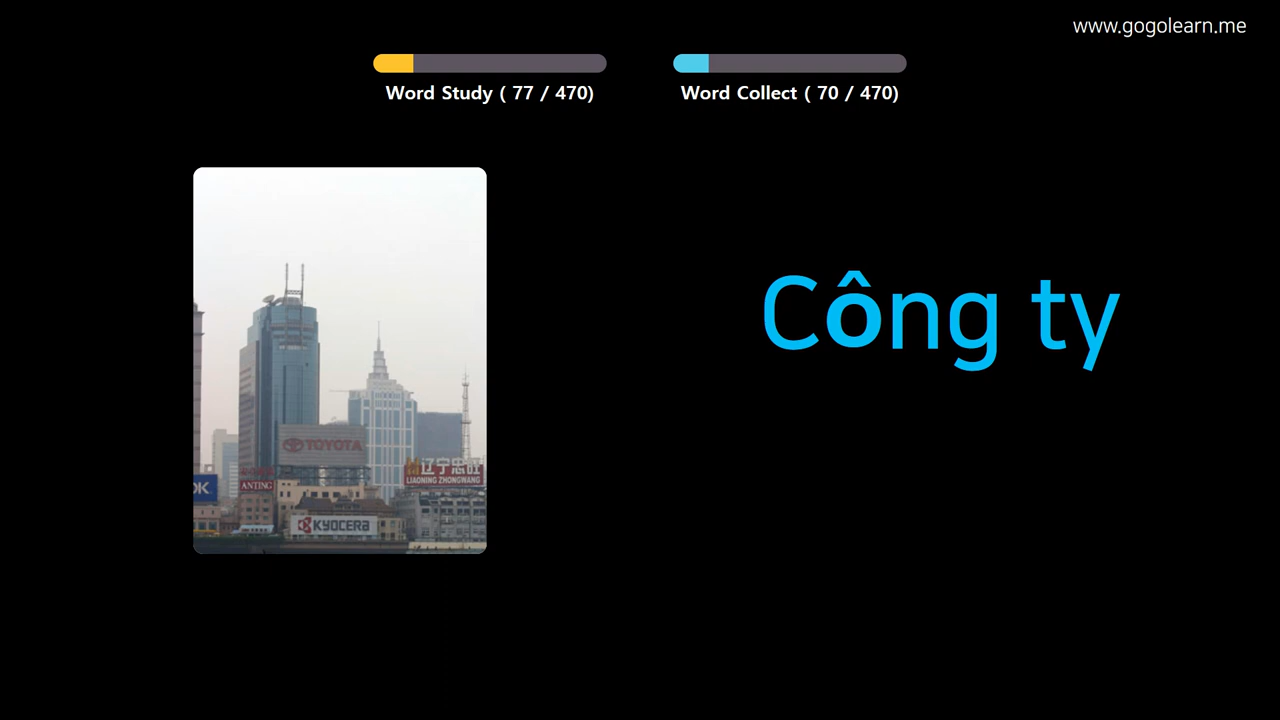 www.gogolearn.me
Word Study ( 77 / 470)
Word Collect ( 70 / 470)
Công ty
TOYOTA
辽宁忠旺
LIAONING ZHONGWANG
OK
ANTING
KYOCERA